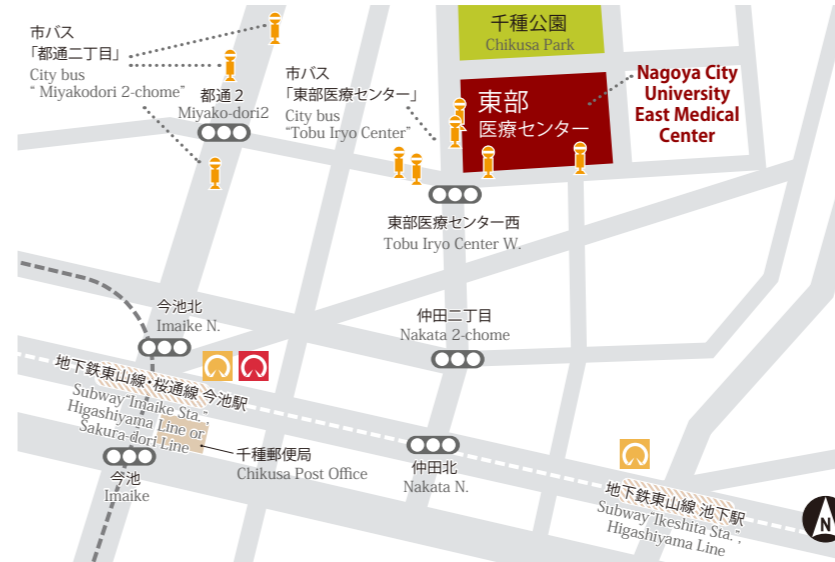 市バス
「都通二丁目」
City bus
“ Miyakodori 2-chome”
都通 2
Miyako-dori2
市バス
「東部医療センター」
City bus
“Tobu Iryo Center”
千種公園
Chikusa Park
東部
医療センター
Nagoya City
University
East Medical
Center
東部医療センター西
Tobu Iryo Center W.
今池北
Imaike N.
仲田二丁目
Nakata 2-chome
地下鉄東山線・桜通線 今池駅
Subway“Imaike Sta. ”,
Higashiyama Line or
Sakura-dori Line
千種郵便局
Chikusa Post Office
今池
Imaike
仲田北
Nakata N.
地下鉄東山線 池下駅
Subway“Ikeshita Sta. ”,
Higashiyama Line
N